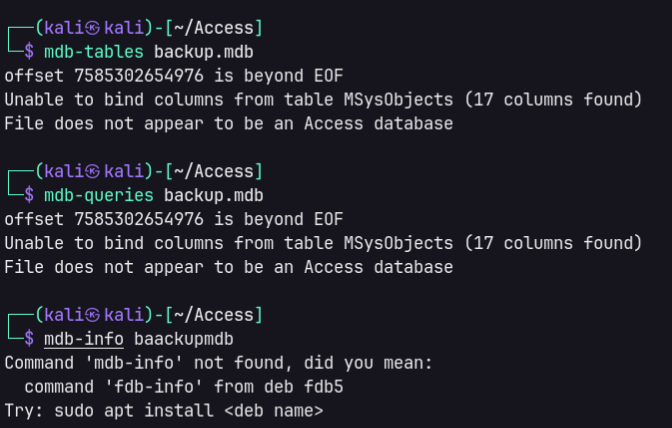 (kali㉿kali)-[~/Access]
$ mdb-tables backup.mdb
offset 7585302654976 is beyond EOF
Unable to bind columns from table MSysObjects (17 columns found)
File does not appear to be an Access database
(kali㉿kali)-[~/Access]
$ mdb-queries backup.mdb
offset 7585302654976 is beyond EOF
Unable to bind columns from table MSysObjects (17 columns found)
File does not appear to be an Access database
(kali㉿kali)-[~/Access]
$ mdb-info baackupmdb
Command 'mdb-info' not found, did you mean:
  command 'fdb-info' from deb fdb5
Try: sudo apt install <deb name>